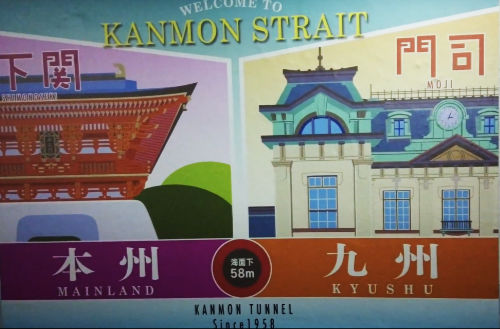 WELCOME TO
KANMON STRAIT
下関
SHIMONOSEKI
門司
MOJI
本州
MAINLAND
海面下
58m
九州
KYUSHU
KANMON TUNNEL
Since1958